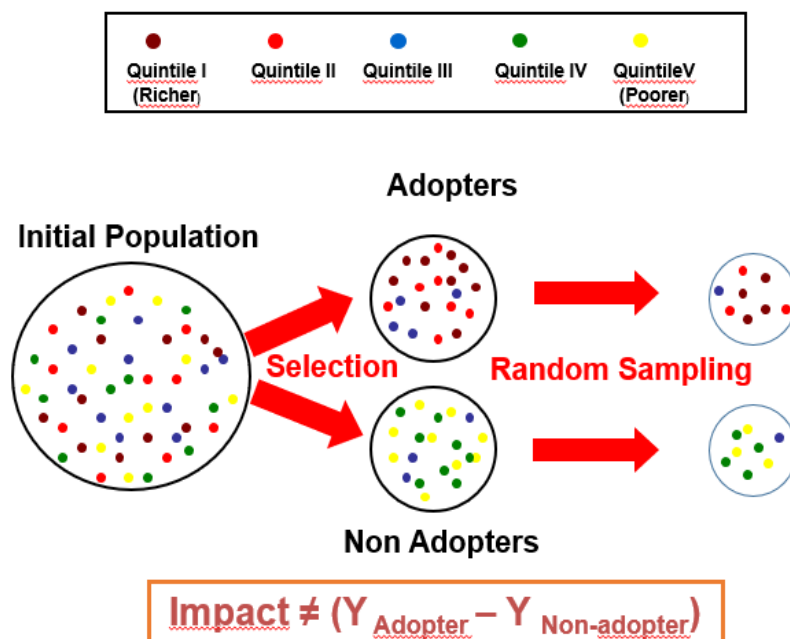 Quintile I
(Richer)
Quintile II
Quintile III
Quintile IV
QuintileV
(Poorer)
Adopters
Initial Population
Selection
Random Sampling
Non Adopters
Impact ≠ (Y Adopter – Y Non-adopter)